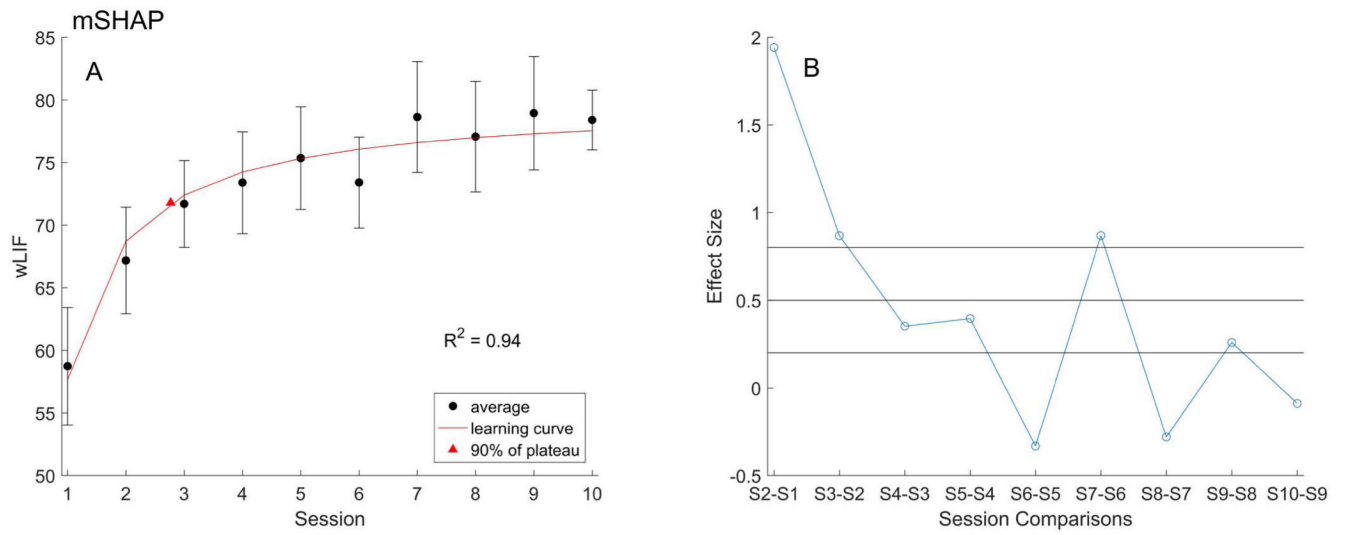 mSHAP
A
85
80
75
70
65
60
55
50
wLIF
R2 = 0.94
average
learning curve
90% of plateau
1 2 3 4 5 6 7 8 9 10
Session
B
2
1.5
1
0.5
0
-0.5
Effect Size
S2-S1 S3-S2 S4-S3 S5-S4 S6-S5 S7-S6 S8-S7 S9-S8 S10-S9
Session Comparisons